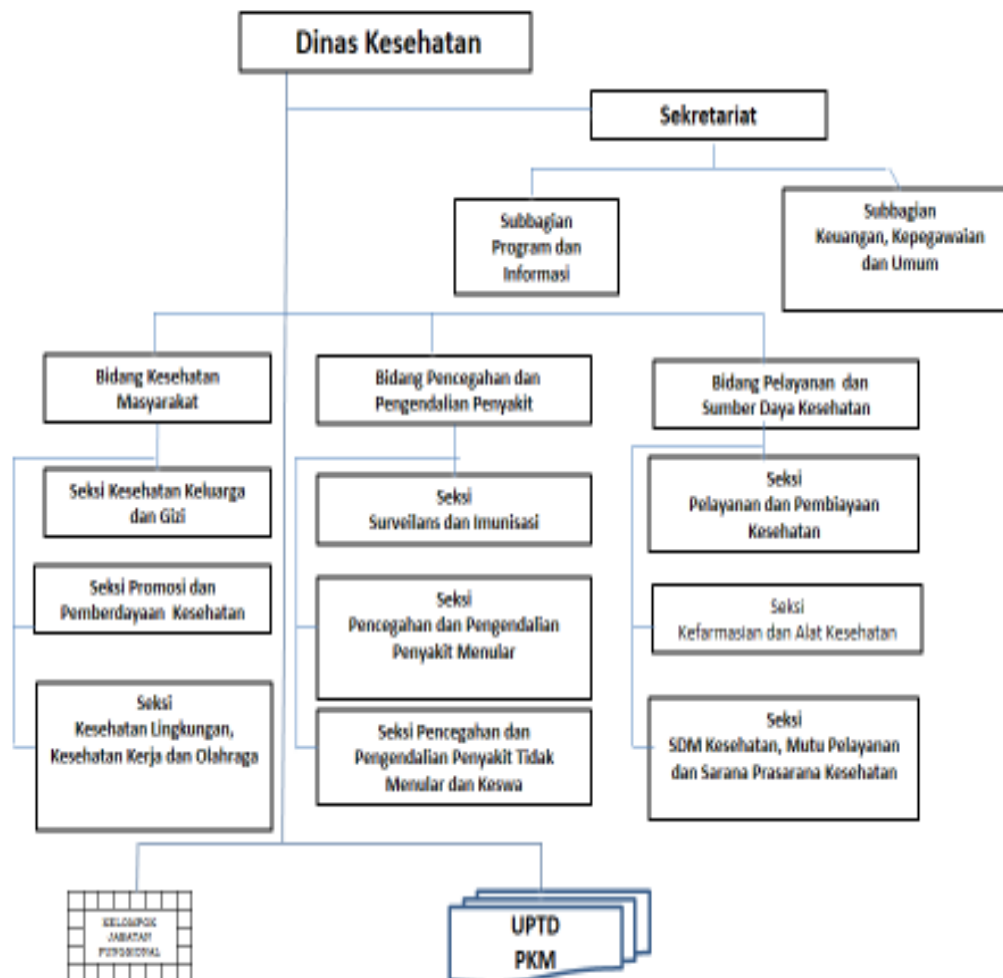 Dinas Kesehatan
Sekretariat
Subbagian
Program dan
Informasi
Subbagian
Keuangan, Kepegawaian
dan Umum
Bidang Kesehatan
Masyarakat
Bidang Pencegahan dan
Pengendalian Penyakit
Bidang Pelayanan dan
Sumber Daya Kesehatan
Seksi Kesehatan Keluarga
dan Gizi
Seksi
Surveilans dan Imunisasi
Seksi
Pelayanan dan Pembiayaan
Kesehatan
Seksi Promosi dan
Pemberdayaan Kesehatan
Seksi
Pencegahan dan Pengendalian
Penyakit Menular
Seksi
Kefarmasian dan Alat Kesehatan
Seksi
Kesehatan Lingkungan,
Kesehatan Kerja dan Olahraga
Seksi Pencegahan dan
Pengendalian Penyakit Tidak
Menular dan Keswa
Seksi
SDM Kesehatan, Mutu Pelayanan
dan Sarana Prasarana Kesehatan
KELOMPOK
JABATAN
FUNGSIONAL
UPTD
PKM